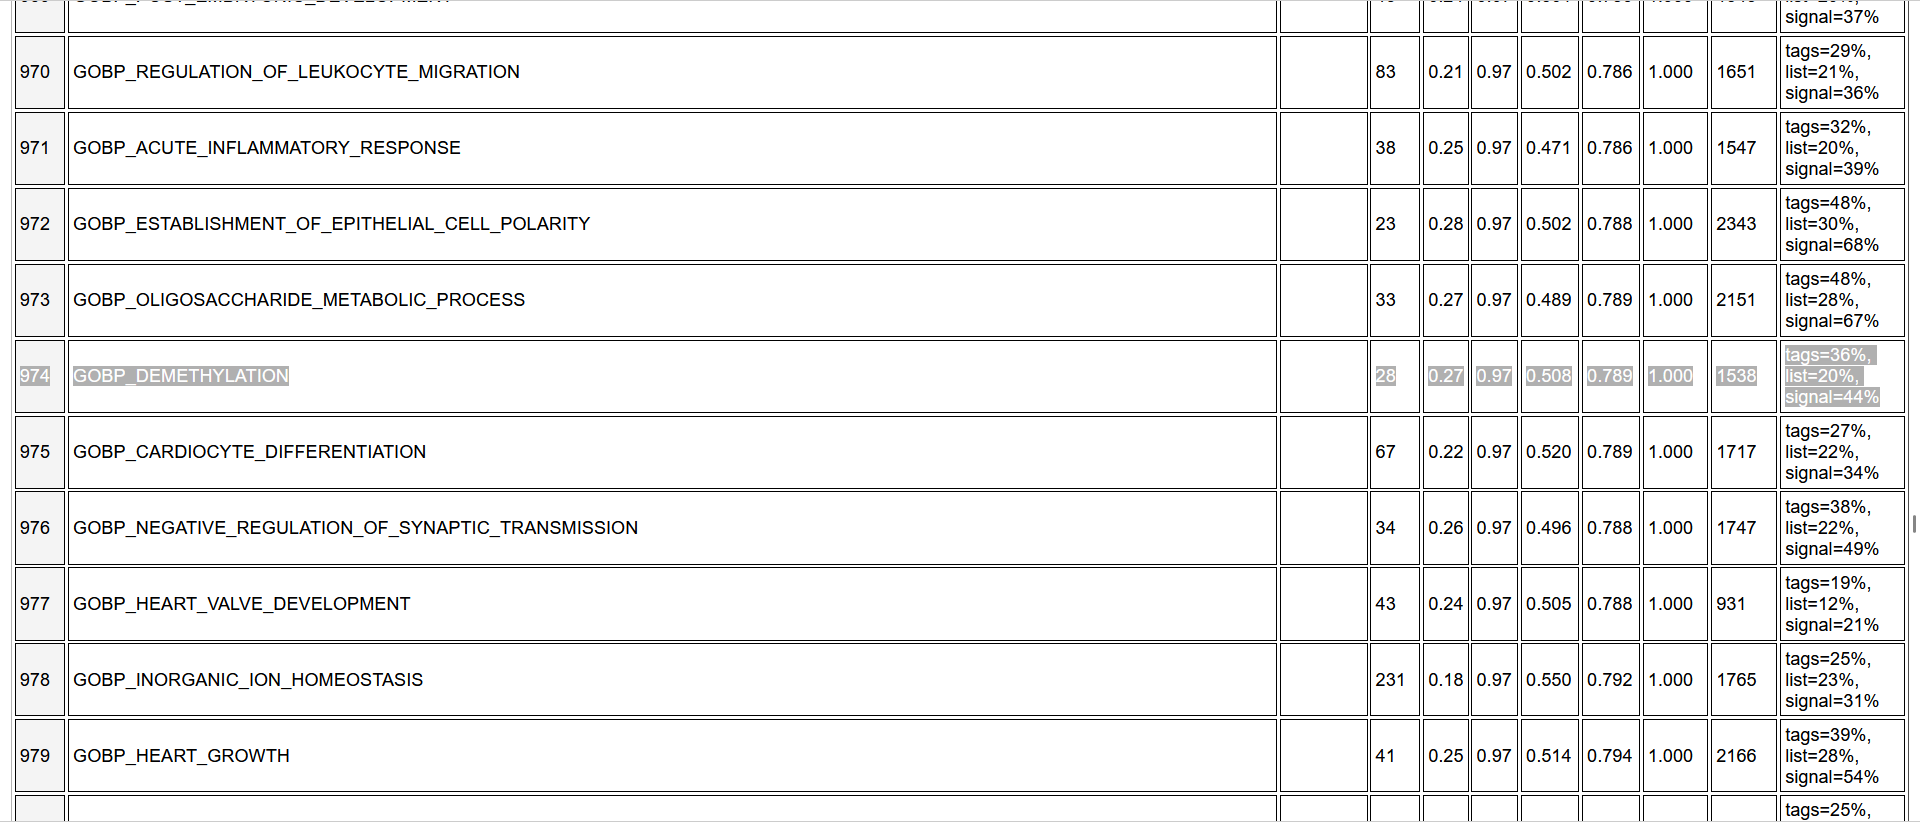 signal=37%
970 GOBP_REGULATION_OF_LEUKOCYTE_MIGRATION 83 0.21 0.97 0.502 0.786 1.000 1651 tags=29%,
list=21%,
signal=36%
971 GOBP_ACUTE_INFLAMMATORY_RESPONSE 38 0.25 0.97 0.471 0.786 1.000 1547 tags=32%,
list=20%,
signal=39%
972 GOBP_ESTABLISHMENT_OF_EPITHELIAL_CELL_POLARITY 23 0.28 0.97 0.502 0.788 1.000 2343 tags=48%,
list=30%,
signal=68%
973 GOBP_OLIGOSACCHARIDE_METABOLIC_PROCESS 33 0.27 0.97 0.489 0.789 1.000 2151 tags=48%,
list=28%,
signal=67%
974 GOBP_DEMETHYLATION 28 0.27 0.97 0.508 0.789 1.000 1538 tags=36%,
list=20%,
signal=44%
975 GOBP_CARDIOCYTE_DIFFERENTIATION 67 0.22 0.97 0.520 0.789 1.000 1717 tags=27%,
list=22%,
signal=34%
976 GOBP_NEGATIVE_REGULATION_OF_SYNAPTIC_TRANSMISSION 34 0.26 0.97 0.496 0.788 1.000 1747 tags=38%,
list=22%,
signal=49%
977 GOBP_HEART_VALVE_DEVELOPMENT 43 0.24 0.97 0.505 0.788 1.000 931 tags=19%,
list=12%,
signal=21%
978 GOBP_INORGANIC_ION_HOMEOSTASIS 231 0.18 0.97 0.550 0.792 1.000 1765 tags=25%,
list=23%,
signal=31%
979 GOBP_HEART_GROWTH 41 0.25 0.97 0.514 0.794 1.000 2166 tags=39%,
list=28%,
signal=54%
tags=25%,